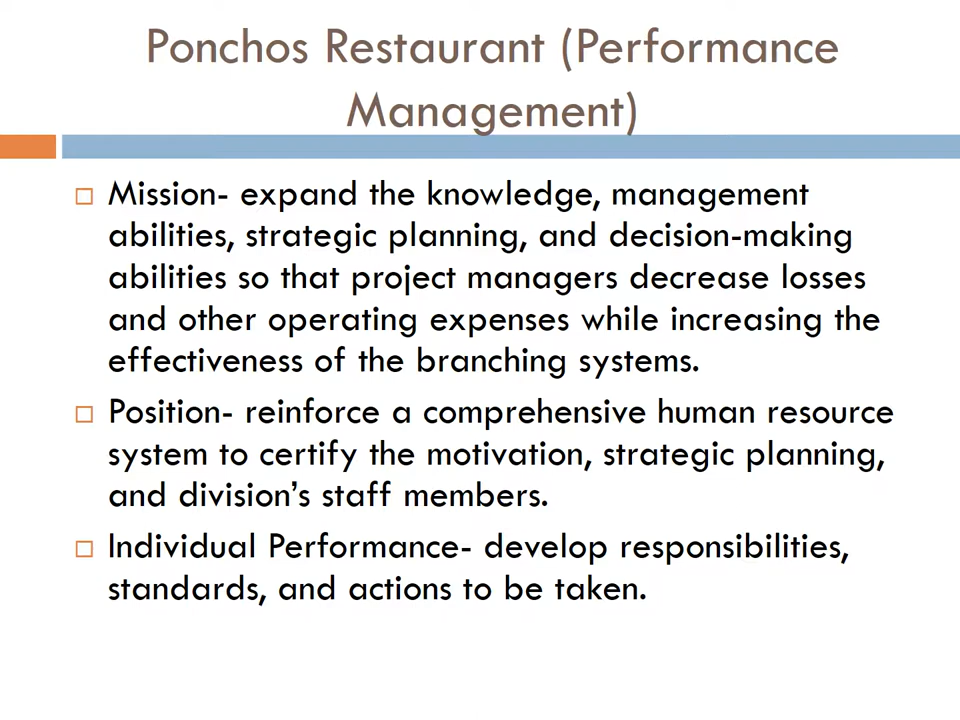 Ponchos Restaurant (Performance
Management)
Mission- expand the knowledge, management
abilities, strategic planning, and decision-making
abilities so that project managers decrease losses
and other operating expenses while increasing the
effectiveness of the branching systems.
Position- reinforce a comprehensive human resource
system to certify the motivation, strategic planning,
and division’s staff members.
Individual Performance- develop responsibilities,
standards, and actions to be taken.